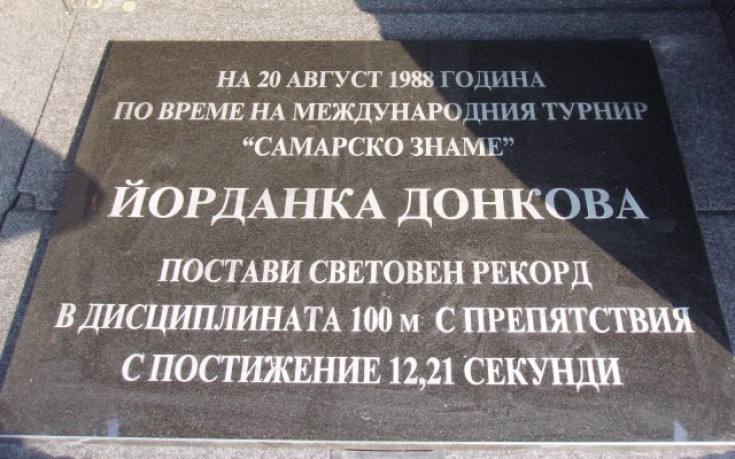 НА 20 АВГУСТ 1988 ГОДИНА
ПО ВРЕМЕ НА МЕЖДУНАРОДНИЯ ТУРНИР
“САМАРСКО ЗНАМЕ”
ЙОРДАНКА ДОНКОВА
ПОСТАВИ СВЕТОВЕН РЕКОРД
В ДИСЦИПЛИНАТА 100 м С ПРЕПЯТСТВИЯ
С ПОСТИЖЕНИЕ 12,21 СЕКУНДИ